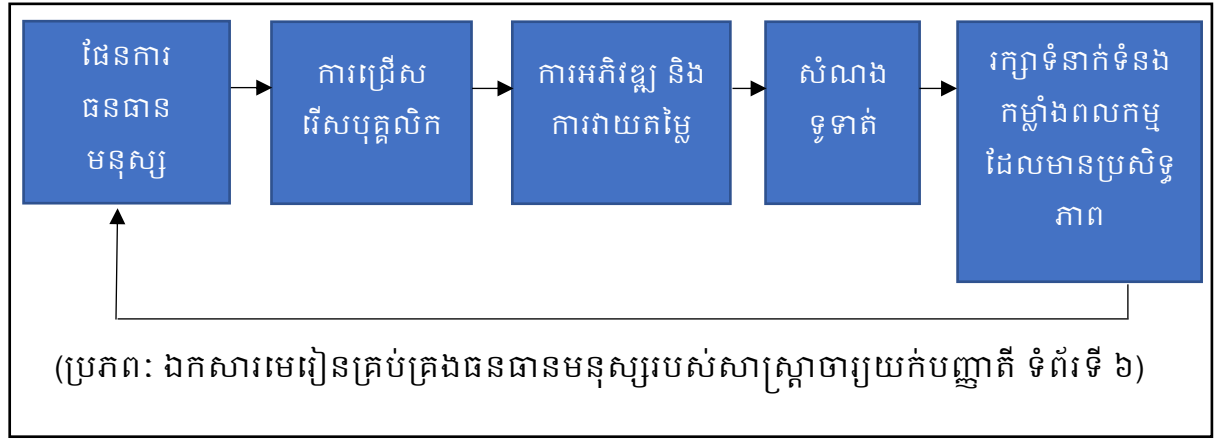 ផែនការ
ធនធាន
មនុស្ស
ការជ្រើស
រើសបុគ្គលិក
ការអភិវឌ្ឍ និង
ការវាយតម្លៃ
សំណង
ទូទាត់
រក្សាទំនាក់ទំនង
កម្លាំងពលកម្ម
ដែលមានប្រសិទ្ធ
ភាព
(ប្រភព: ឯកសារមេរៀនគ្រប់គ្រងធនធានមនុស្សរបស់សាស្ត្រាចារ្យយក់បញ្ញាតី ទំព័រទី ៦)